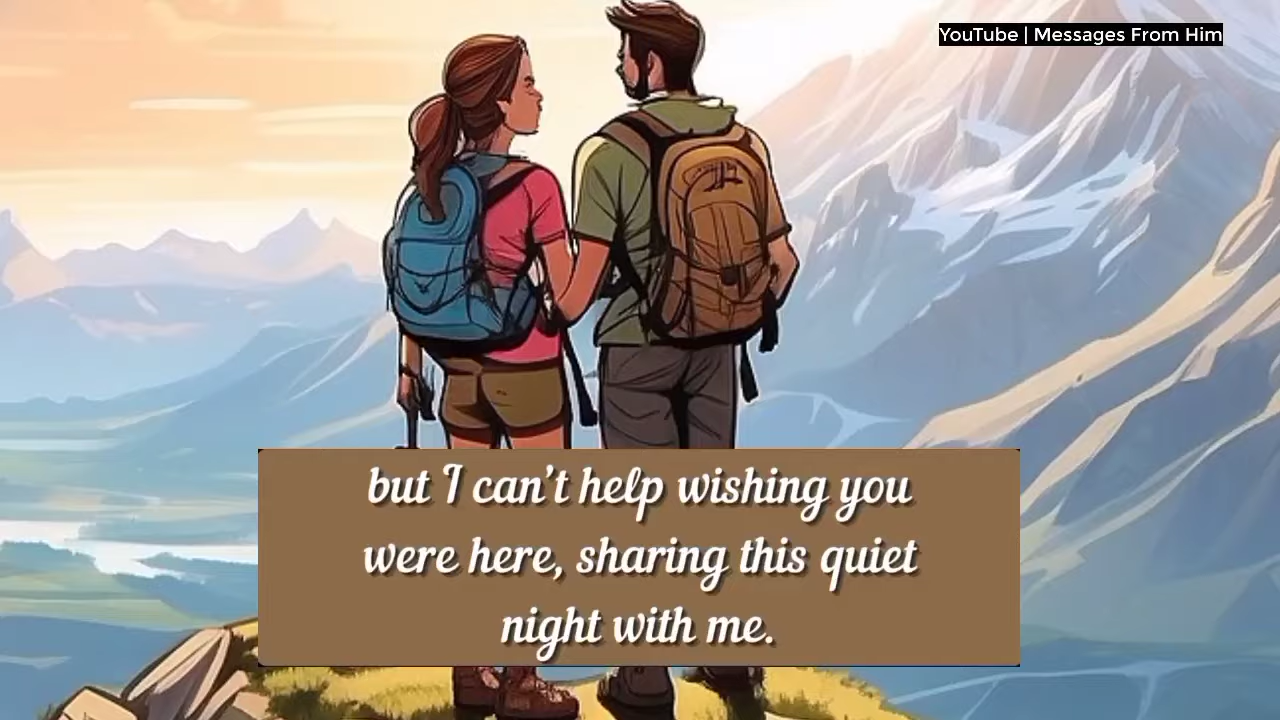 YouTube | Messages From Him
but I can't help wishing you
were here, sharing this quiet
night with me.